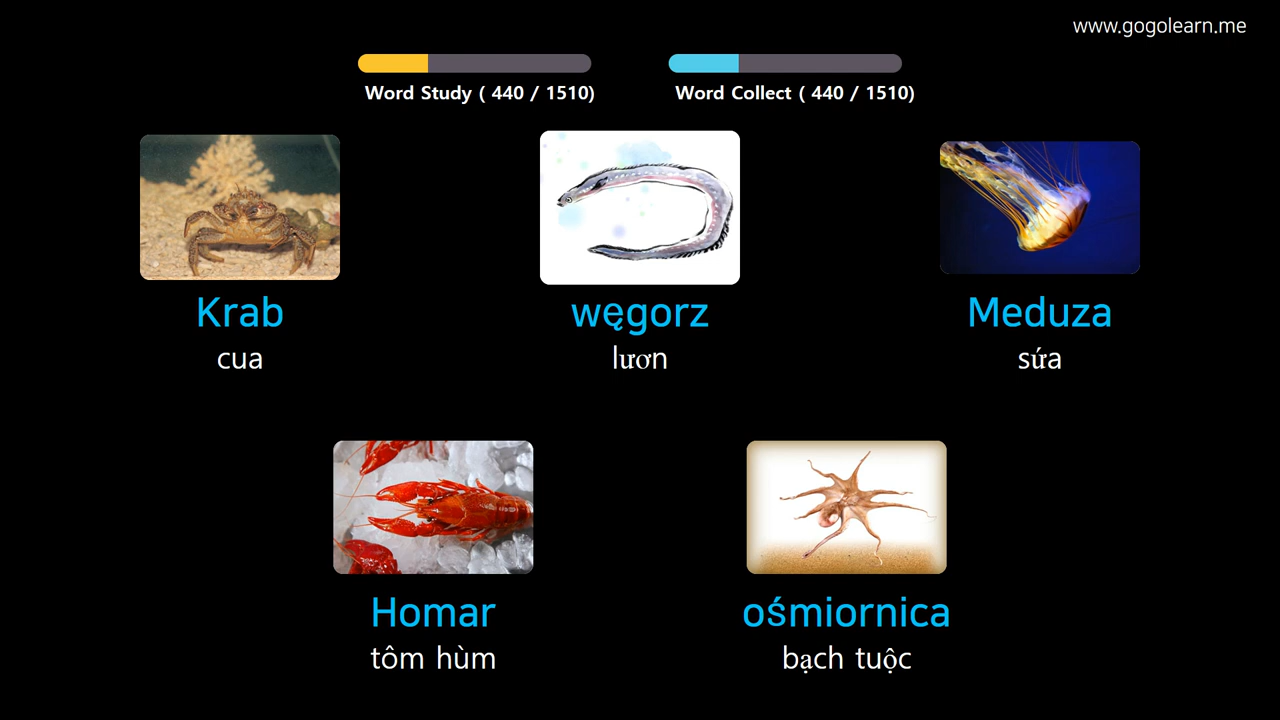 www.gogolearn.me
Word Study ( 440 / 1510)
Word Collect ( 440 / 1510)
Krab
cua
węgorz
lươn
Meduza
sứa
Homar
tôm hùm
ośmiornica
bạch tuộc